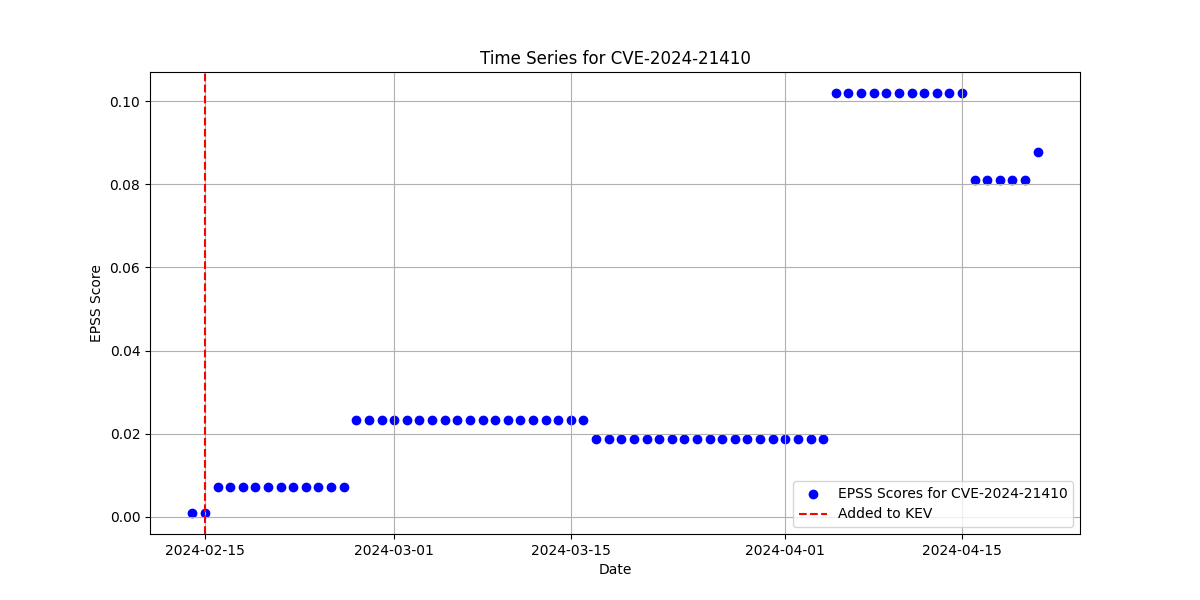 Time Series for CVE-2024-21410
0.10
0.08
0.06
0.04
0.02
0.00
EPSS Score
EPSS Scores for CVE-2024-21410
Added to KEV
2024-02-15 2024-03-01 2024-03-15 2024-04-01 2024-04-15
Date